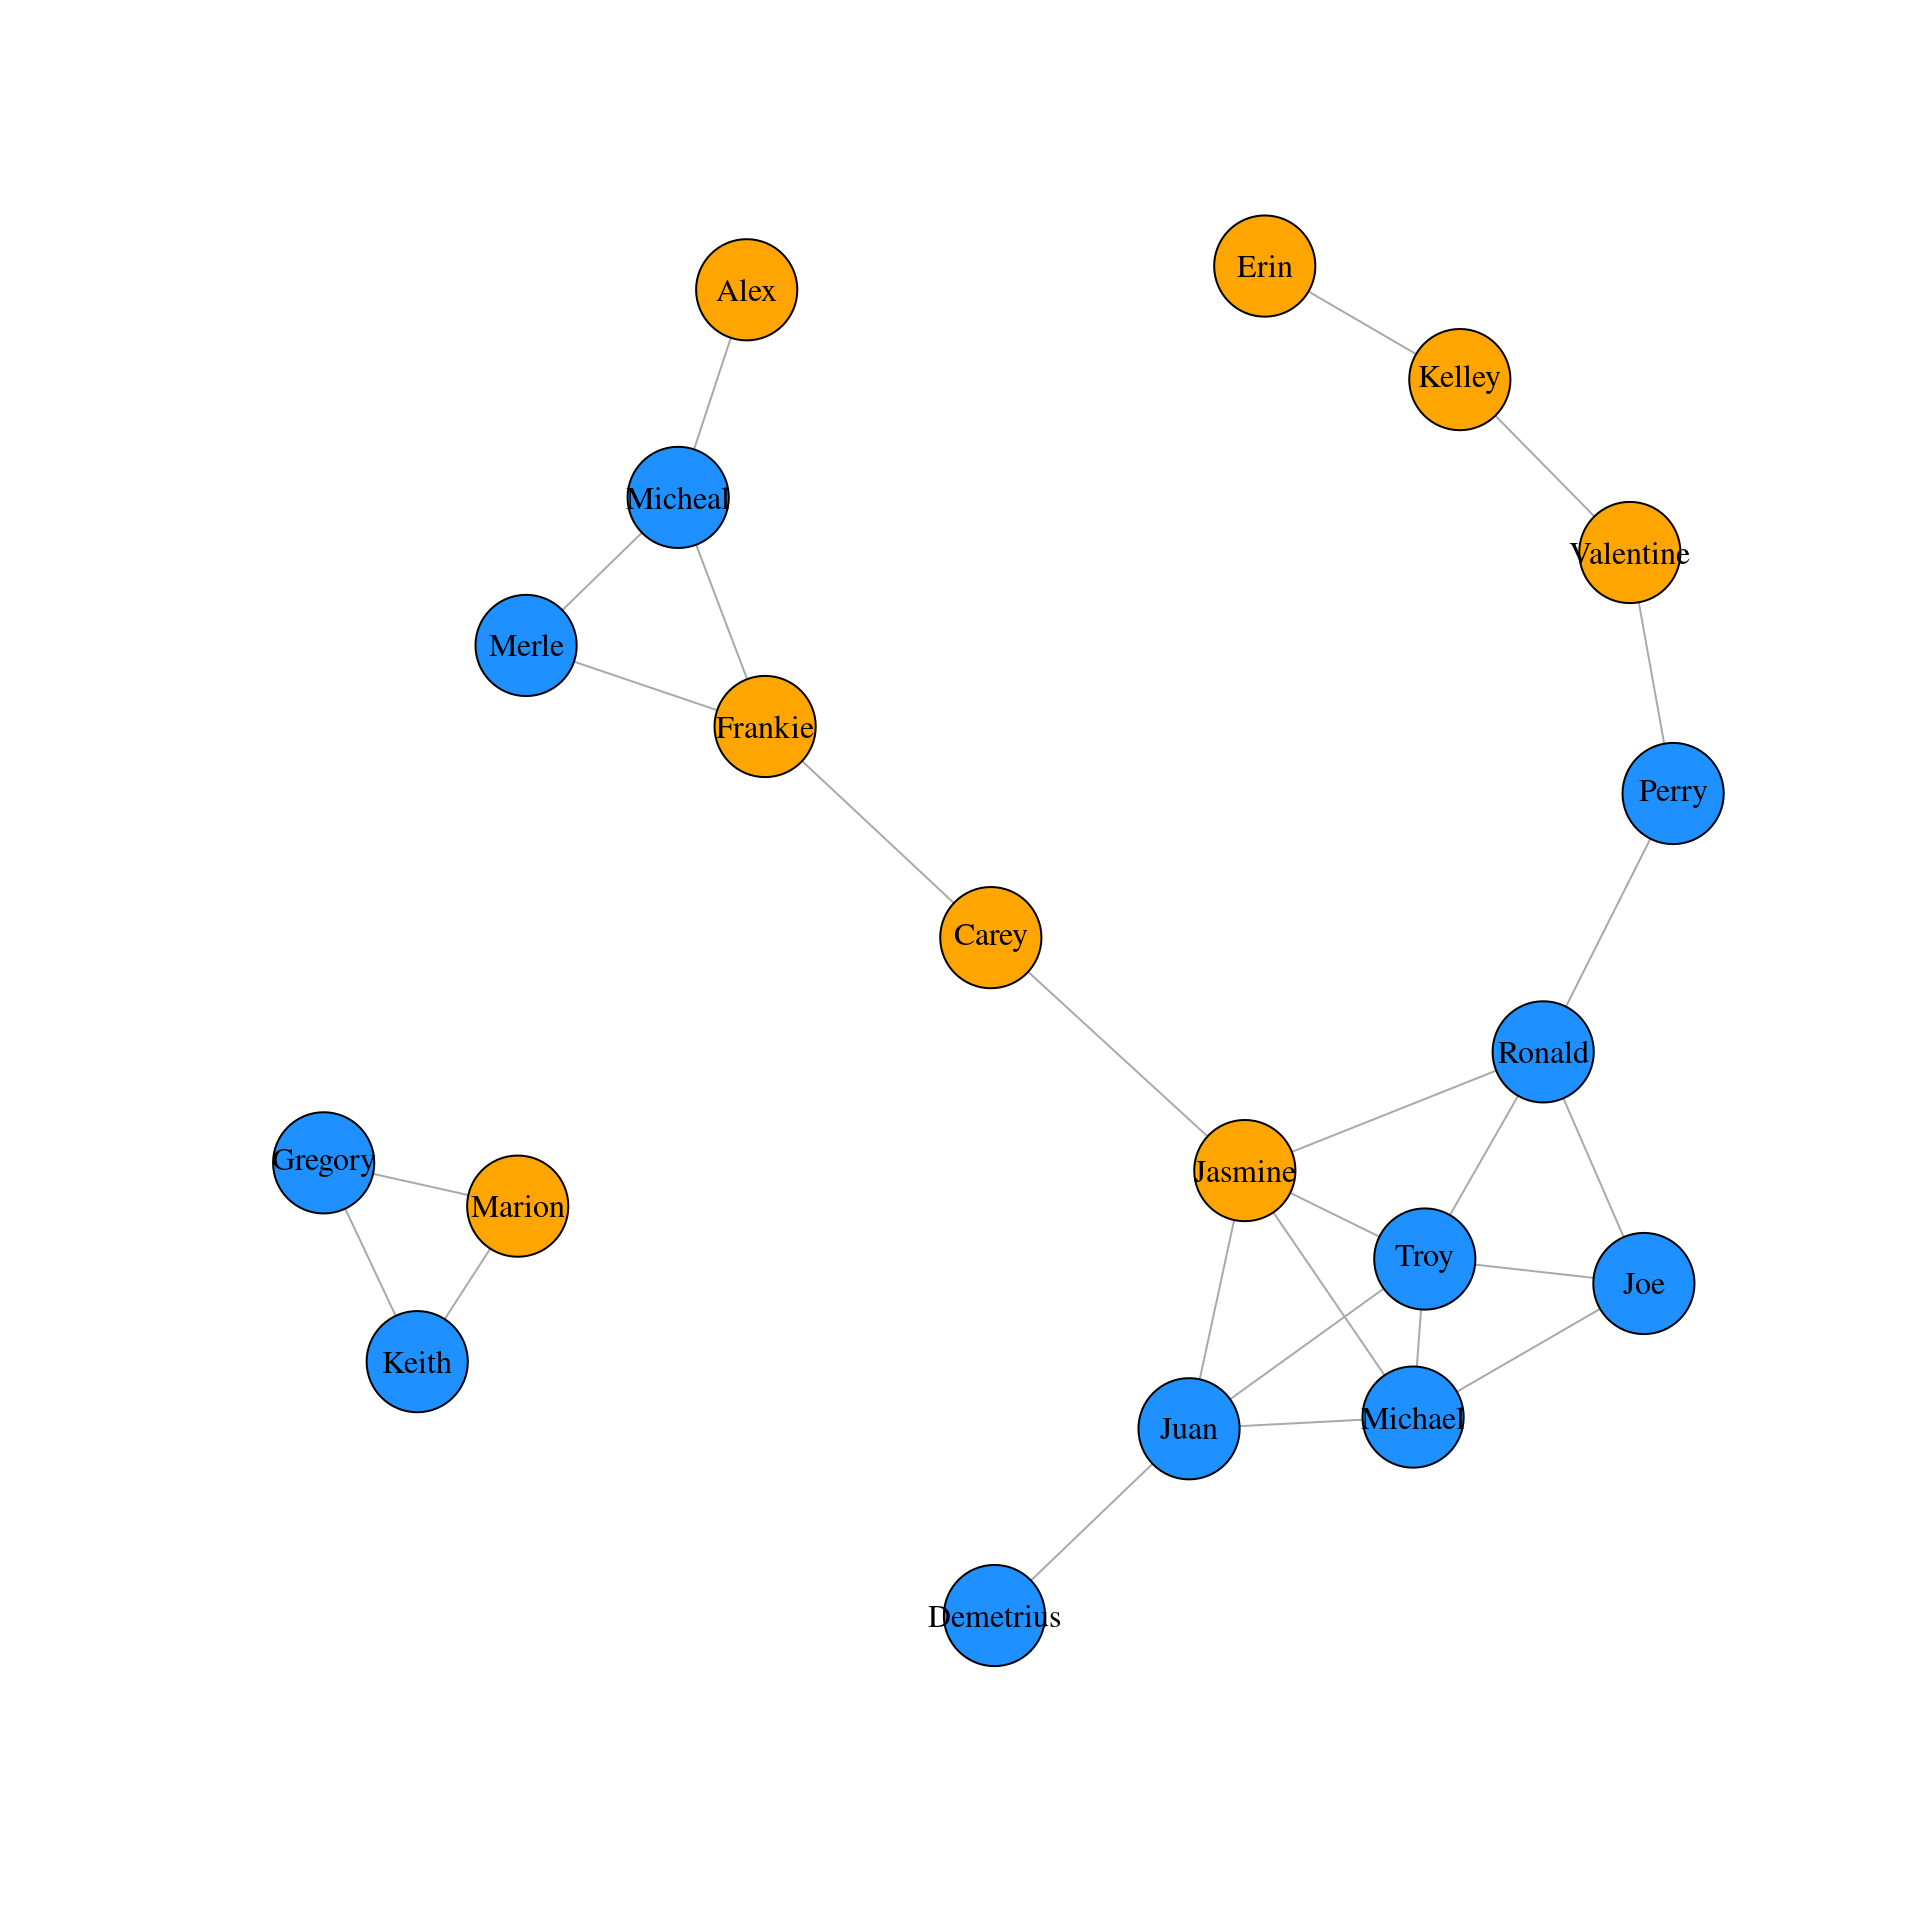 Erin
Alex
Kelley
Micheal
Valentine
Merle
Frankie
Perry
Carey
Ronald
Gregory
Jasmine
Marion
Troy
Joe
Keith
Michael
Juan
Demetrius